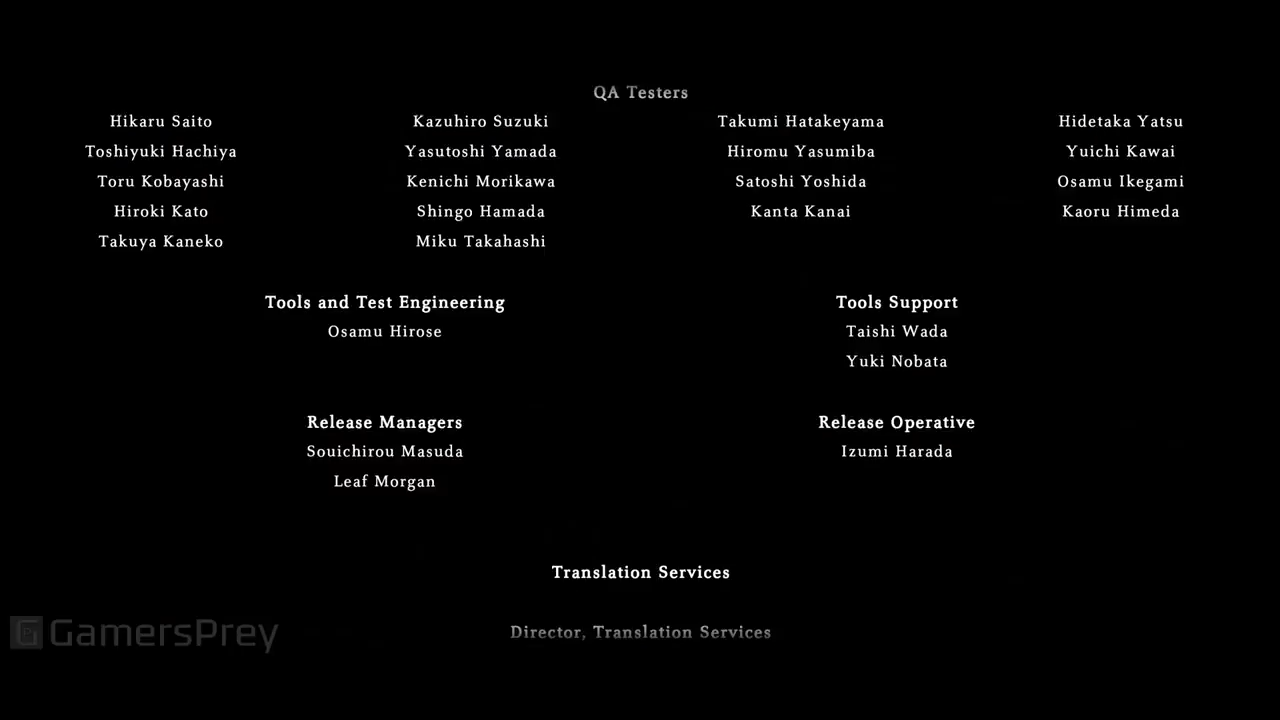 QA Testers
Hikaru Saito Kazuhiro Suzuki Takumi Hatakeyama Hidetaka Yatsu
Toshiyuki Hachiya Yasutoshi Yamada Hiromu Yasumiba Yuichi Kawai
Toru Kobayashi Kenichi Morikawa Satoshi Yoshida Osamu Ikegami
Hiroki Kato Shingo Hamada Kanta Kanai Kaoru Himeda
Takuya Kaneko Miku Takahashi
Tools and Test Engineering Tools Support
Osamu Hirose Taishi Wada
Yuki Nobata
Release Managers Release Operative
Souichirou Masuda Izumi Harada
Leaf Morgan
Translation Services
Director, Translation Services
GamersPrey